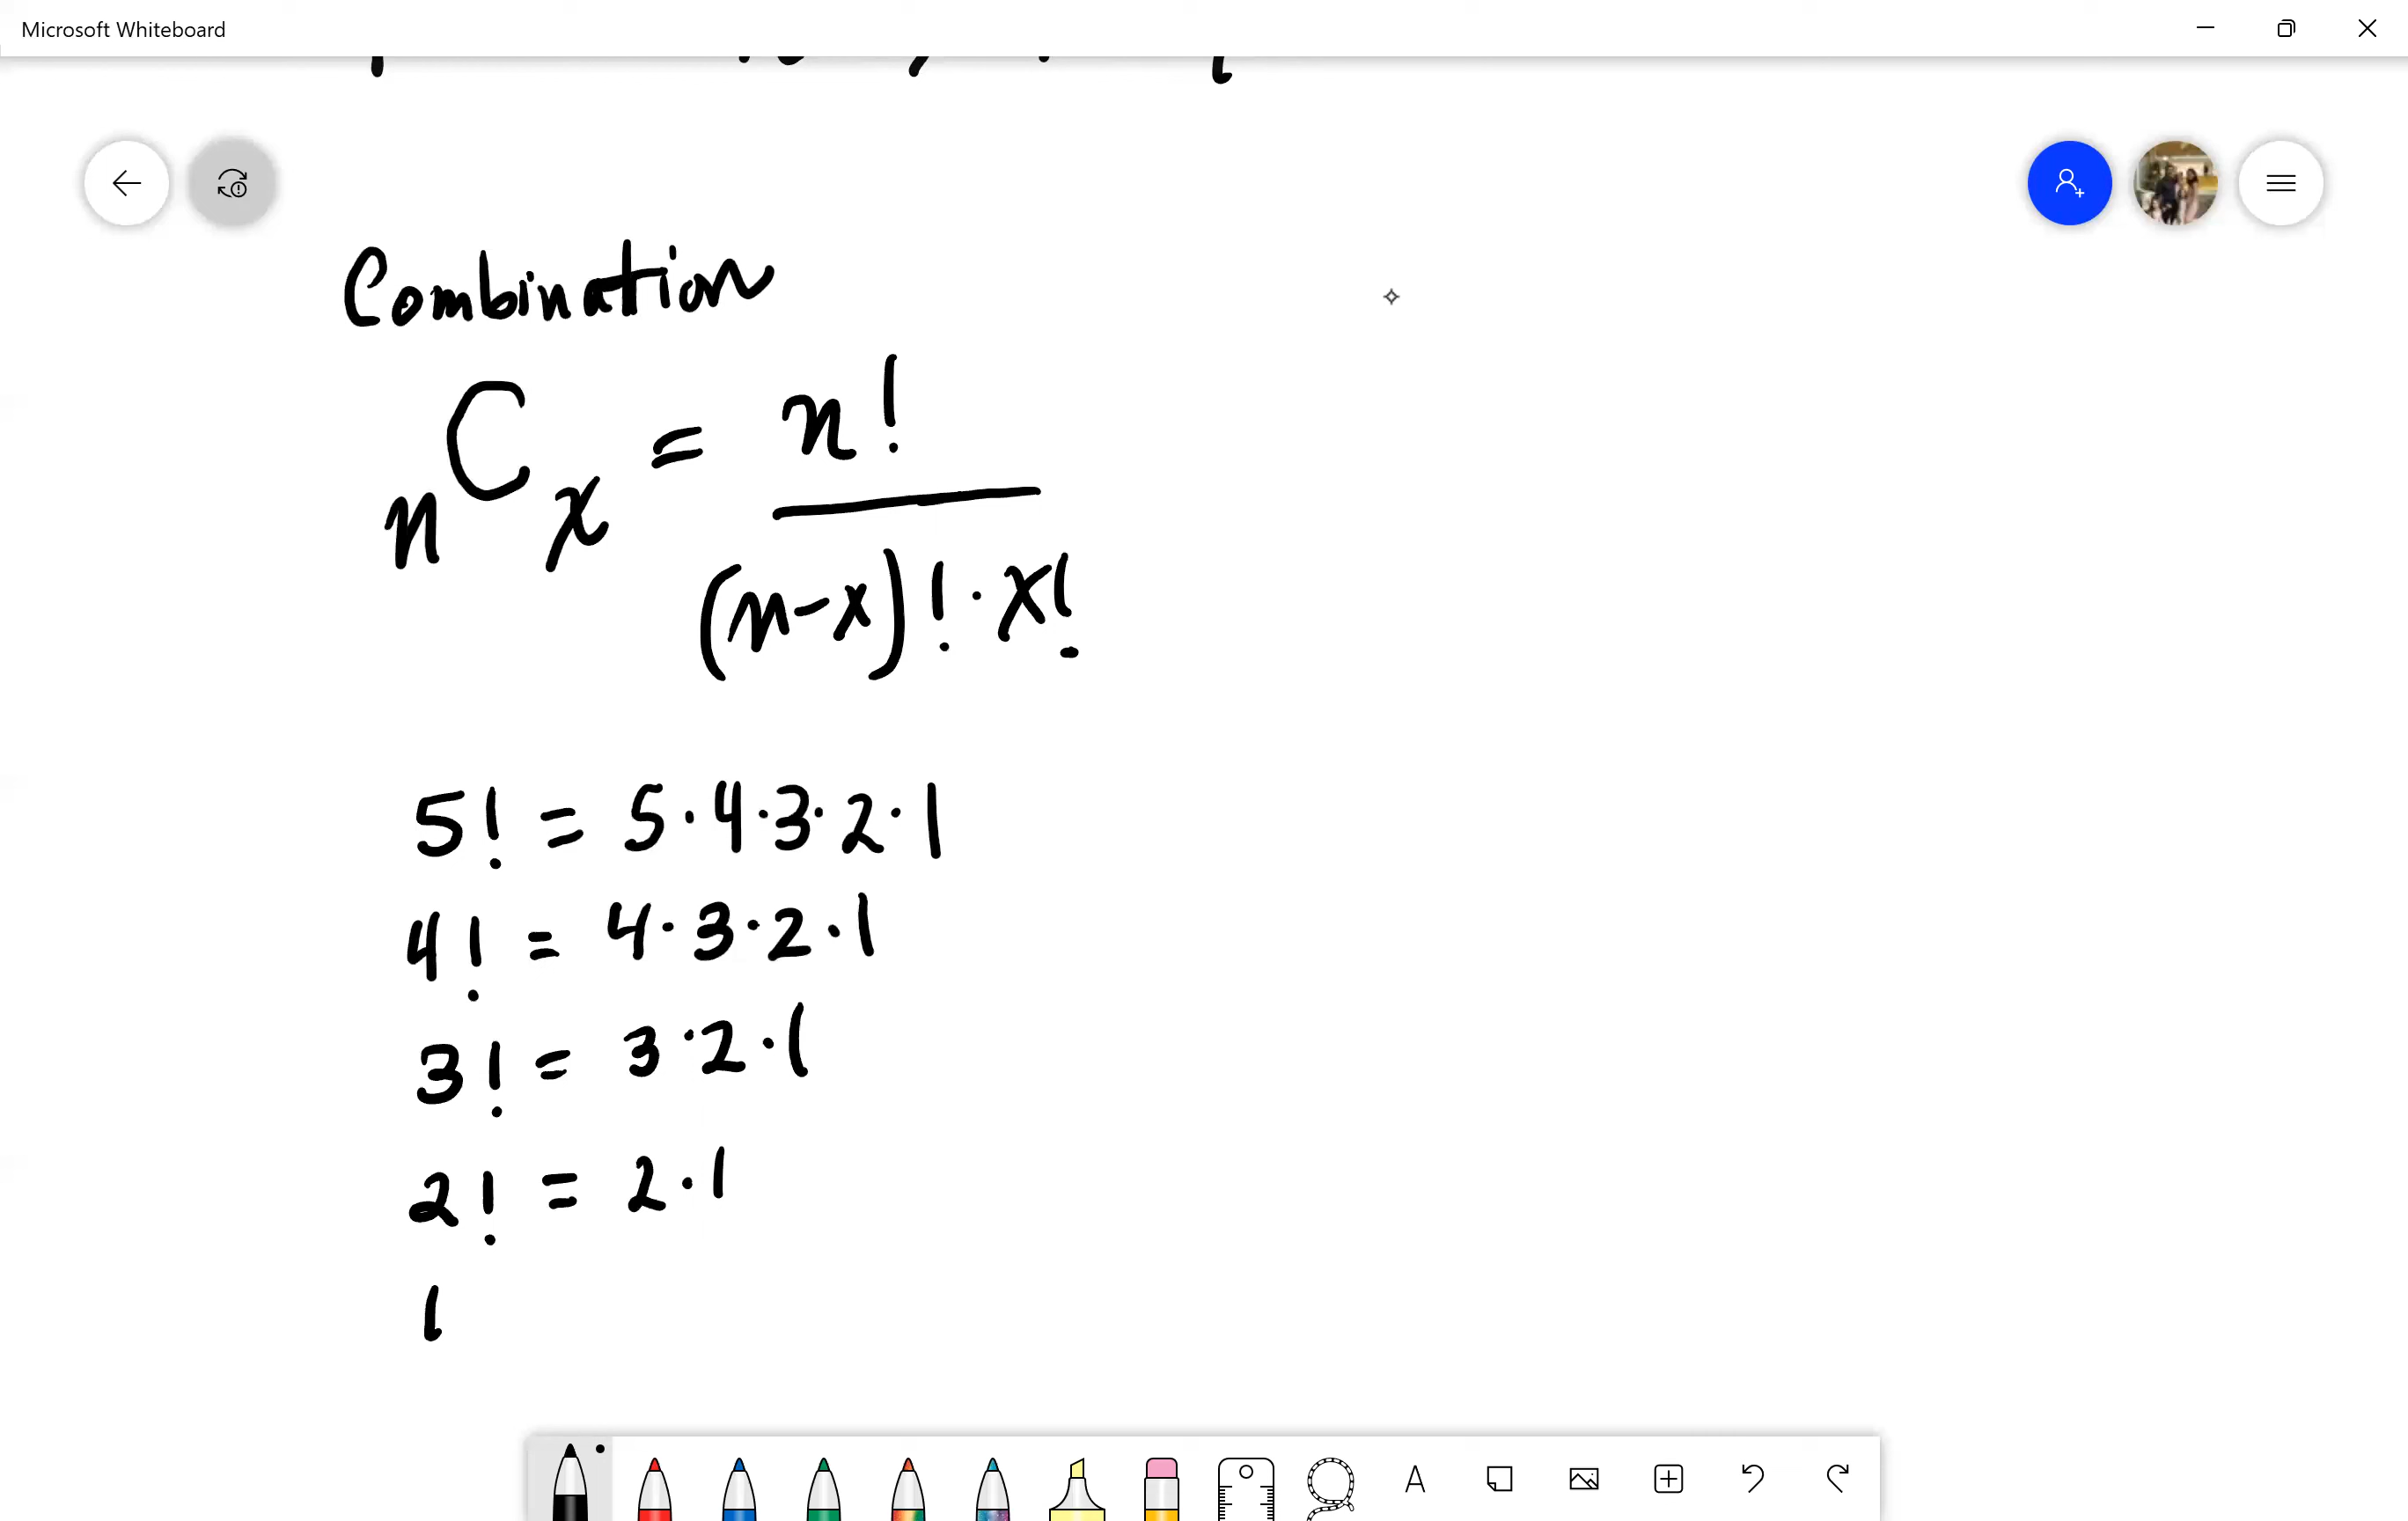 Microsoft Whiteboard
Combination
nCx = n!
(n-x)! · x!
5! = 5·4·3·2·1
4! = 4·3·2·1
3! = 3·2·1
2! = 2·1
1